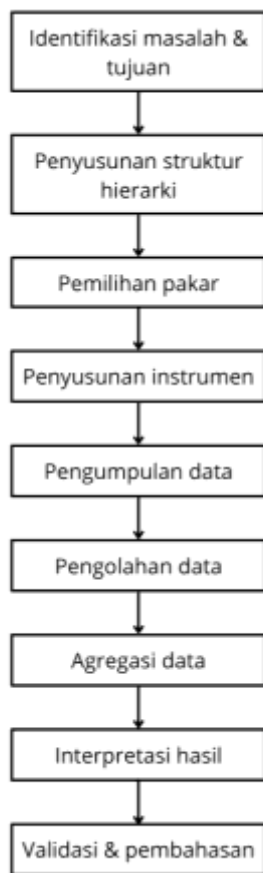 Identifikasi masalah &
tujuan
Penyusunan struktur
hierarki
Pemilihan pakar
Penyusunan instrumen
Pengumpulan data
Pengolahan data
Agregasi data
Interpretasi hasil
Validasi & pembahasan